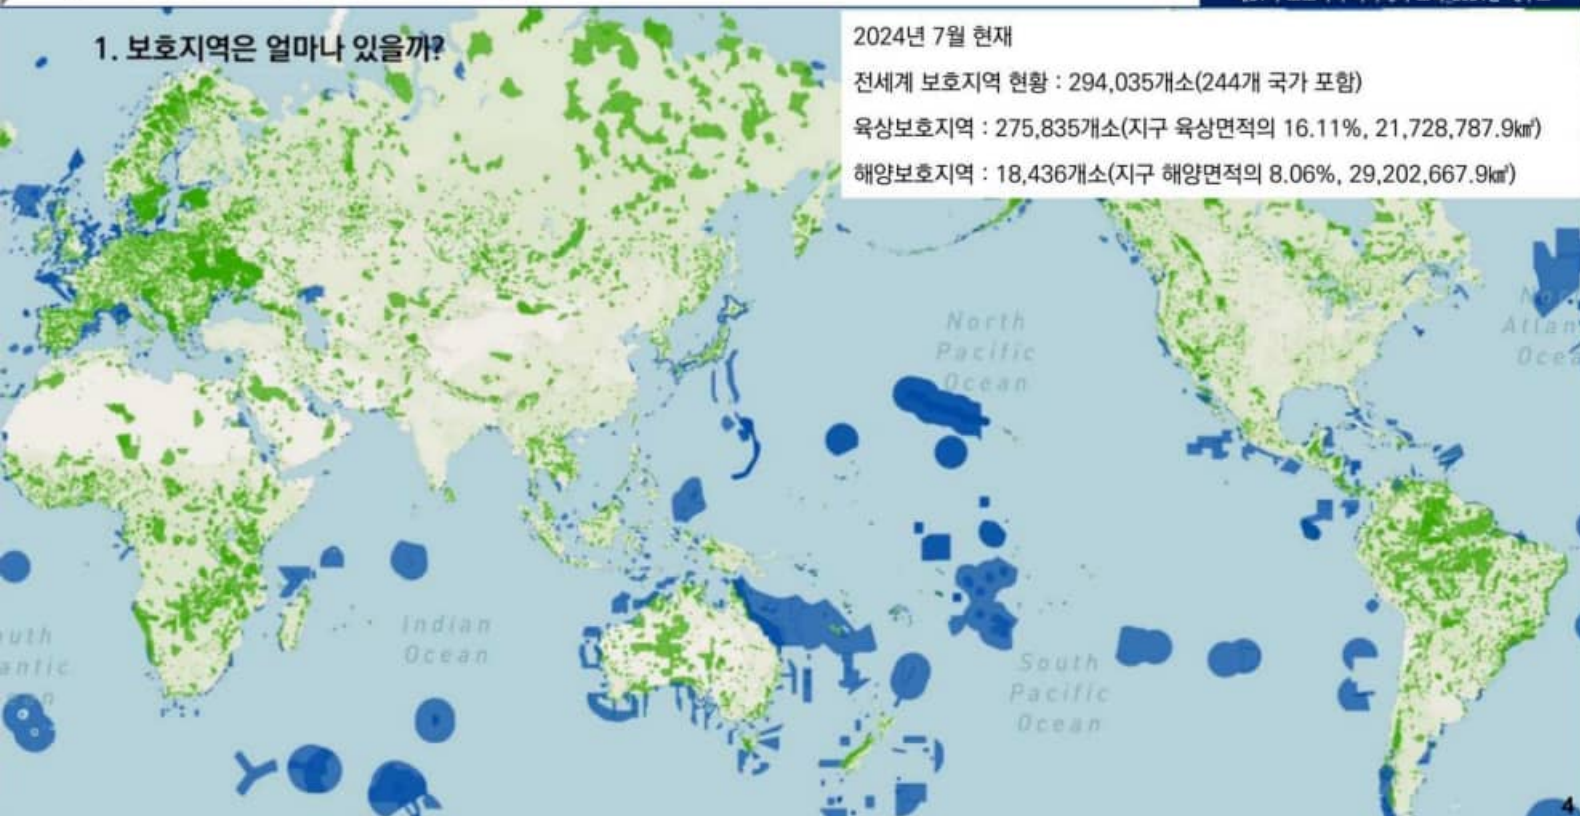 1. 보호지역은 얼마나 있을까?
2024년 7월 현재
전세계 보호지역 현황 : 294,035개소(244개 국가 포함)
육상보호지역 : 275,835개소(지구 육상면적의 16.11%, 21,728,787.9㎢)
해양보호지역 : 18,436개소(지구 해양면적의 8.06%, 29,202,667.9㎢)
North
Pacific
Ocean
Atlan
Ocea
Indian
Ocean
South
Pacific
Ocean
outh
antic
4